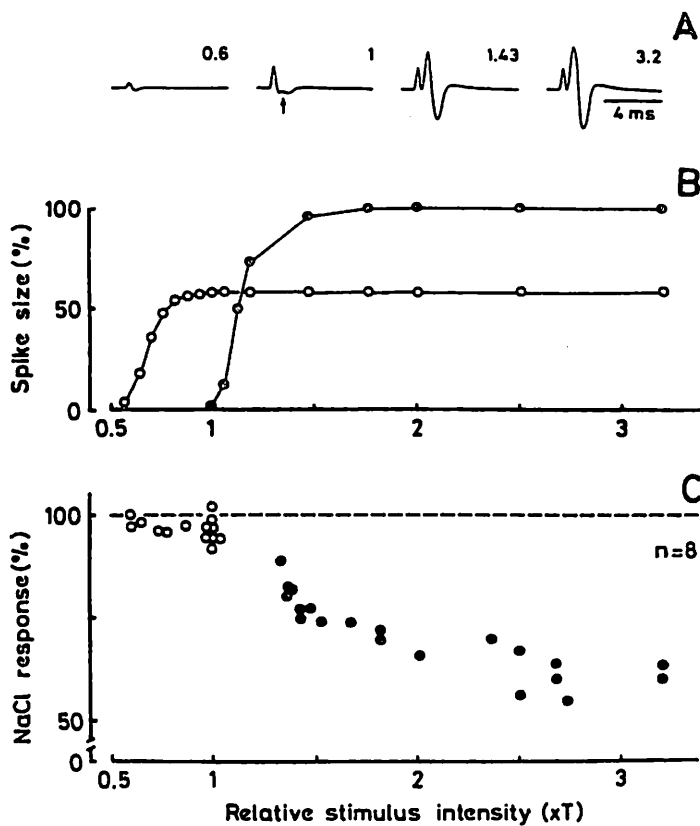 A
0.6 1 1.43 3.2
4 ms
B
Spike size (%)
100
50
0
0.5 1 2 3
C
NaCl response (%)
100
n=8
50
0
0.5 1 2 3
Relative stimulus intensity (xT)